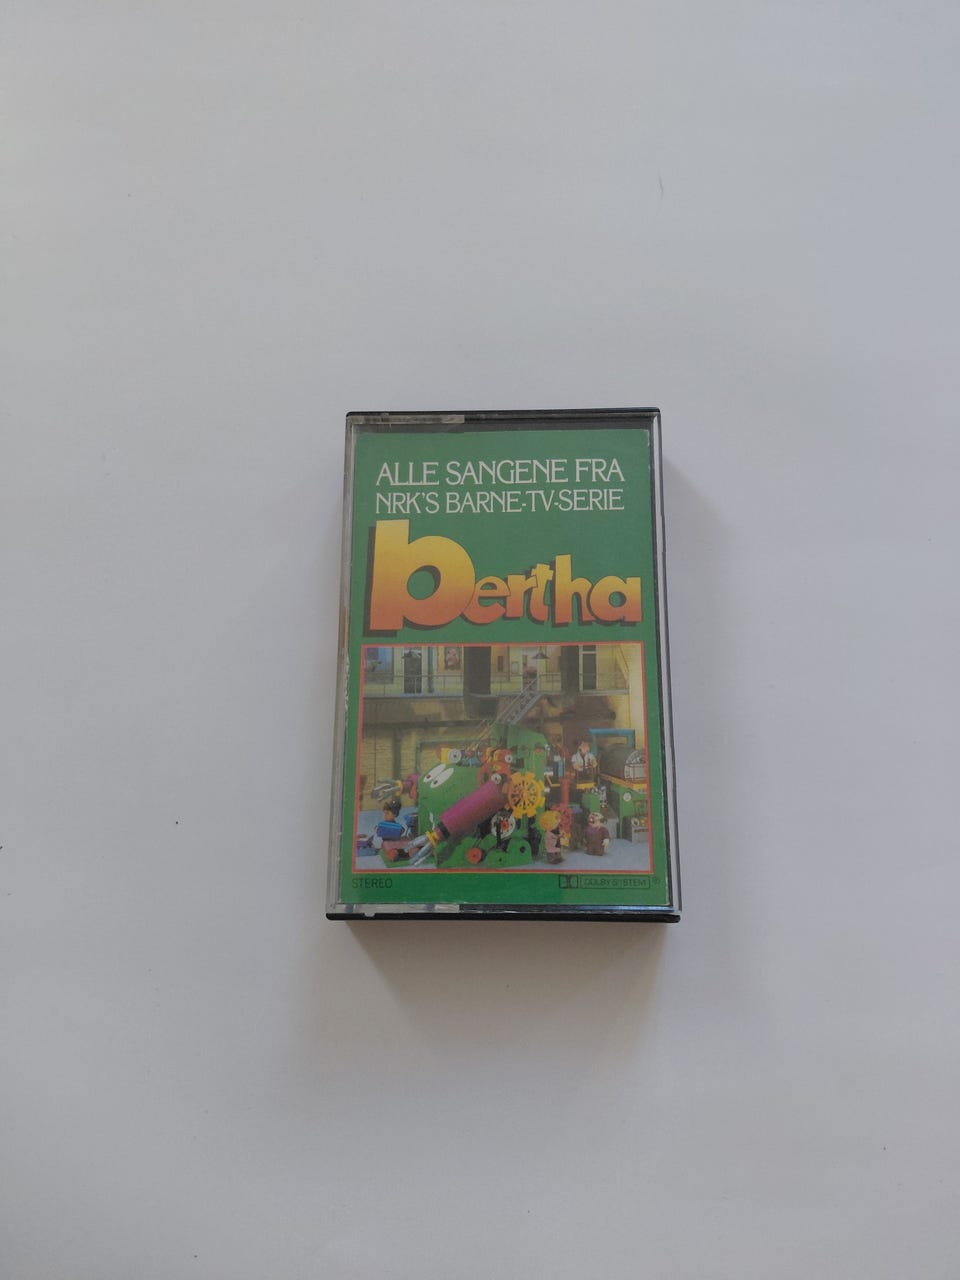 ALLE SANGENE FRA
NRK'S BARNE-TV-SERIE
bertha
STEREO
DOLBY SYSTEM ®